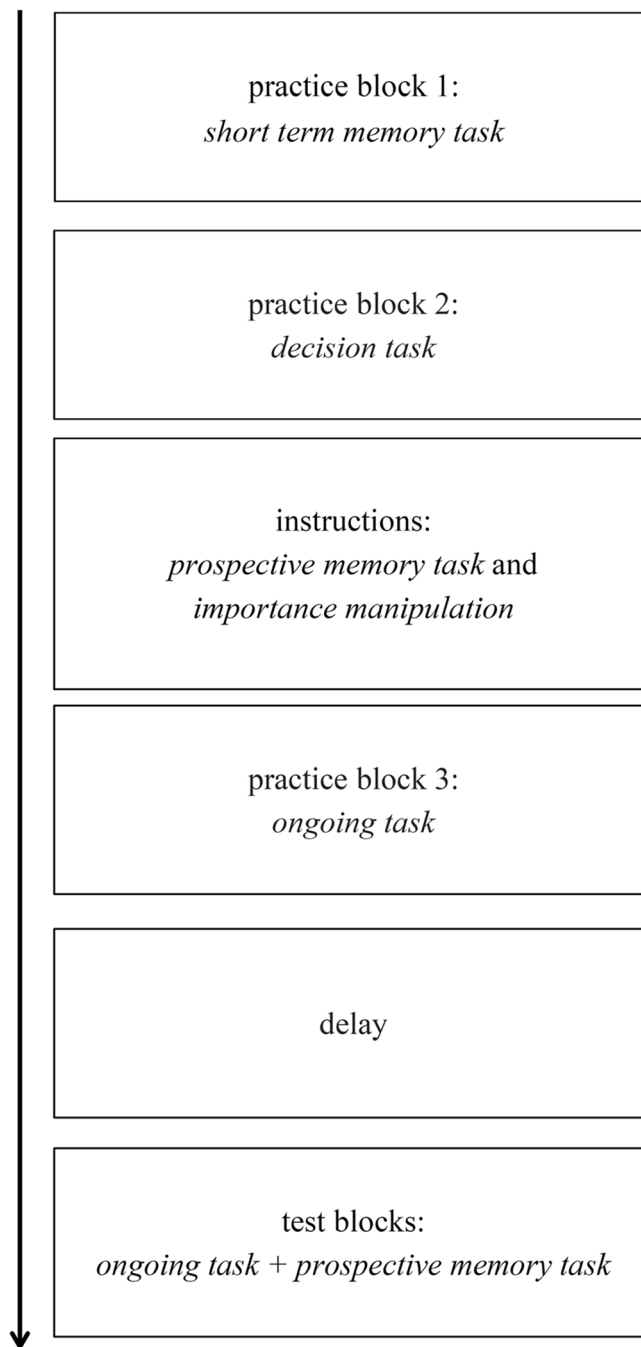 practice block 1:
short term memory task
practice block 2:
decision task
instructions:
prospective memory task and
importance manipulation
practice block 3:
ongoing task
delay
test blocks:
ongoing task + prospective memory task